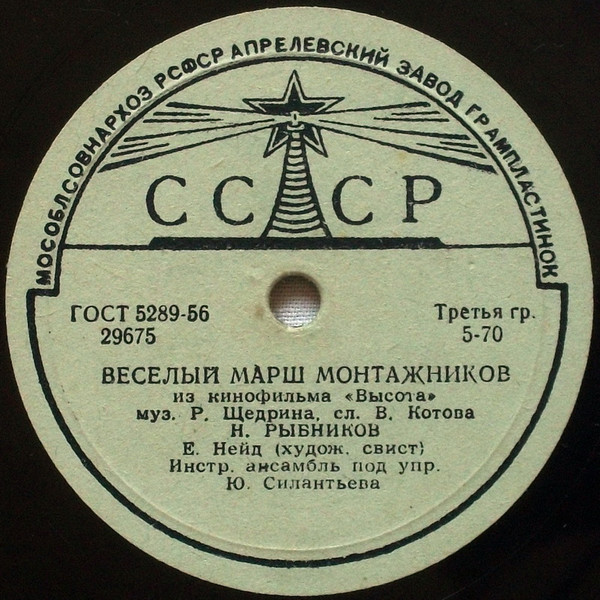 МОСОБЛСОВНАРХОЗ РСФСР АПРЕЛЕВСКИЙ ЗАВОД ГРАМПЛАСТИНОК
СССР
ГОСТ 5289-56
29675
Третья гр.
5-70
ВЕСЕЛЫЙ МАРШ МОНТАЖНИКОВ
из кинофильма «Высота»
муз. Р. Щедрина, сл. В. Котова
Н. РЫБНИКОВ
Е. Нейд (худож. свист)
Инстр. ансамбль под упр.
Ю. Силантьева